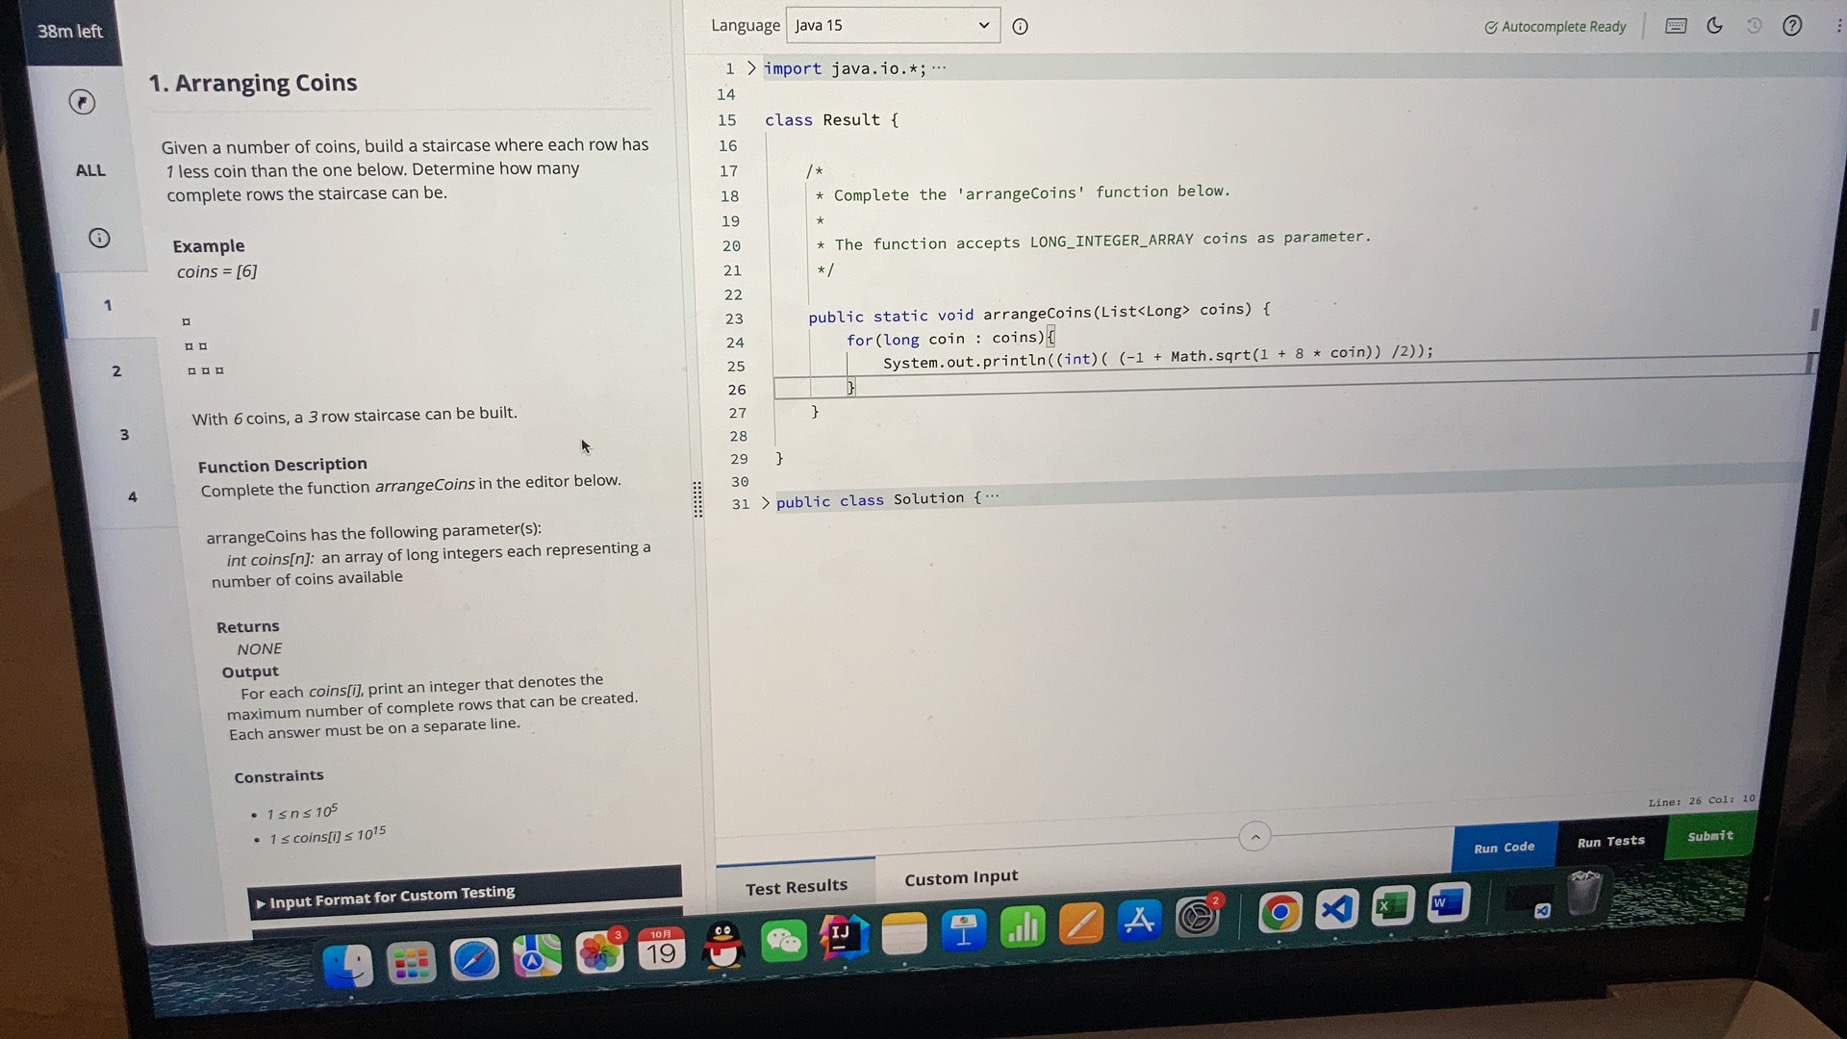 38m left
ALL
1
2
3
4
1. Arranging Coins
Given a number of coins, build a staircase where each row has
1 less coin than the one below. Determine how many
complete rows the staircase can be.
Example
coins = [6]
¤
¤ ¤
¤ ¤ ¤
With 6 coins, a 3 row staircase can be built.
Function Description
Complete the function arrangeCoins in the editor below.
arrangeCoins has the following parameter(s):
int coins[n]: an array of long integers each representing a
number of coins available
Returns
NONE
Output
For each coins[i], print an integer that denotes the
maximum number of complete rows that can be created.
Each answer must be on a separate line.
Constraints
• 1 ≤ n ≤ 10⁵
• 1 ≤ coins[i] ≤ 10¹⁵
▶ Input Format for Custom Testing
Language Java 15
Autocomplete Ready
1 > import java.io.*; ···
14
15 class Result {
16
17 /*
18 * Complete the 'arrangeCoins' function below.
19 *
20 * The function accepts LONG_INTEGER_ARRAY coins as parameter.
21 */
22
23 public static void arrangeCoins(List<Long> coins) {
24 for(long coin : coins){
25 System.out.println((int)( (-1 + Math.sqrt(1 + 8 * coin)) /2));
26 }
27 }
28
29 }
30
31 > public class Solution { ···
Line: 26 Col: 10
Test Results
Custom Input
Run Code
Run Tests
Submit
3
10月
19
IJ
2
X
W